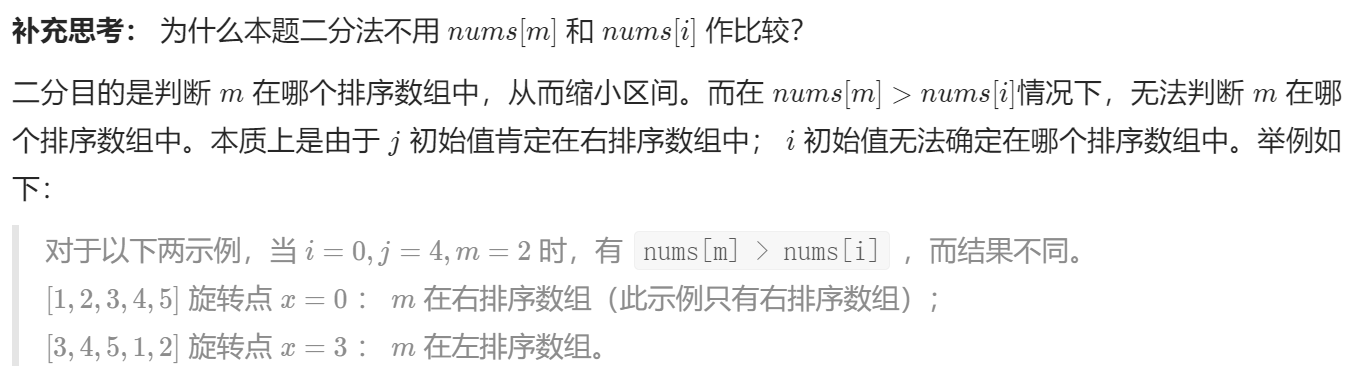 补充思考： 为什么本题二分法不用 nums[m] 和 nums[i] 作比较？
二分目的是判断 m 在哪个排序数组中，从而缩小区间。而在 nums[m] > nums[i]情况下，无法判断 m 在哪
个排序数组中。本质上是由于 j 初始值肯定在右排序数组中； i 初始值无法确定在哪个排序数组中。举例如
下：
对于以下两示例，当 i = 0, j = 4, m = 2 时，有 nums[m] > nums[i] ，而结果不同。
[1, 2, 3, 4, 5] 旋转点 x = 0 ： m 在右排序数组（此示例只有右排序数组）；
[3, 4, 5, 1, 2] 旋转点 x = 3 ： m 在左排序数组。